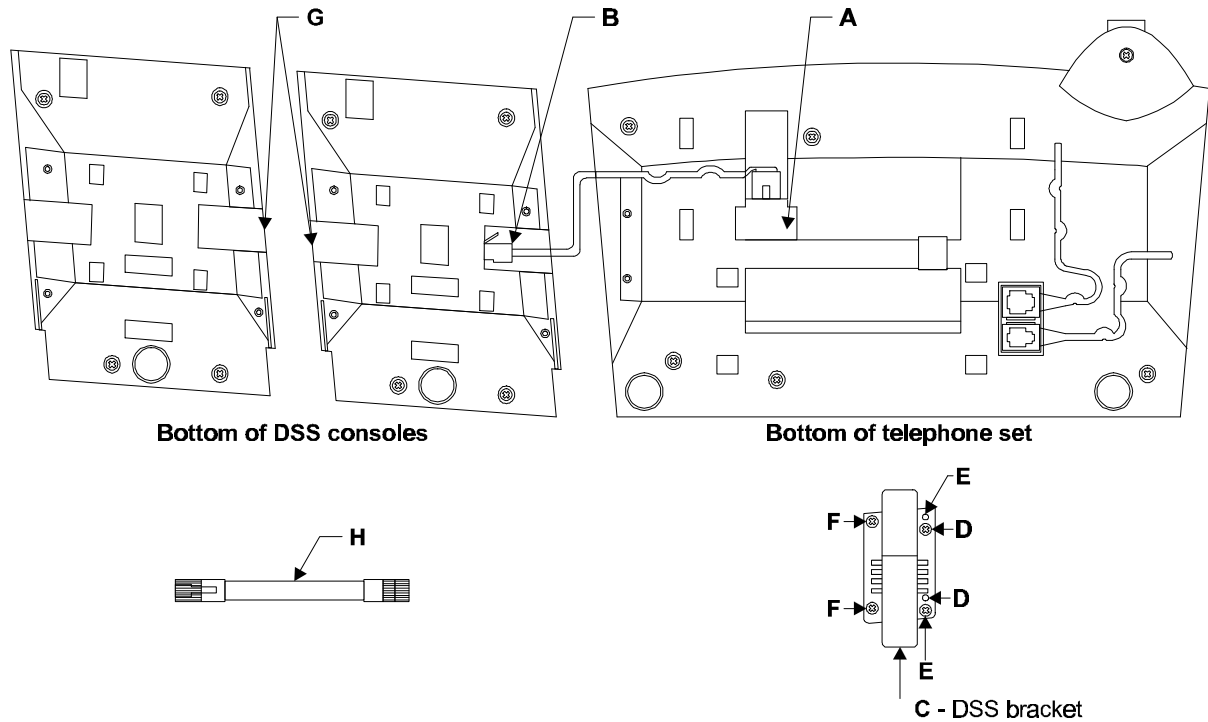 G
B
A
Bottom of DSS consoles
Bottom of telephone set
H
E
F
D
F
D
E
C - DSS bracket